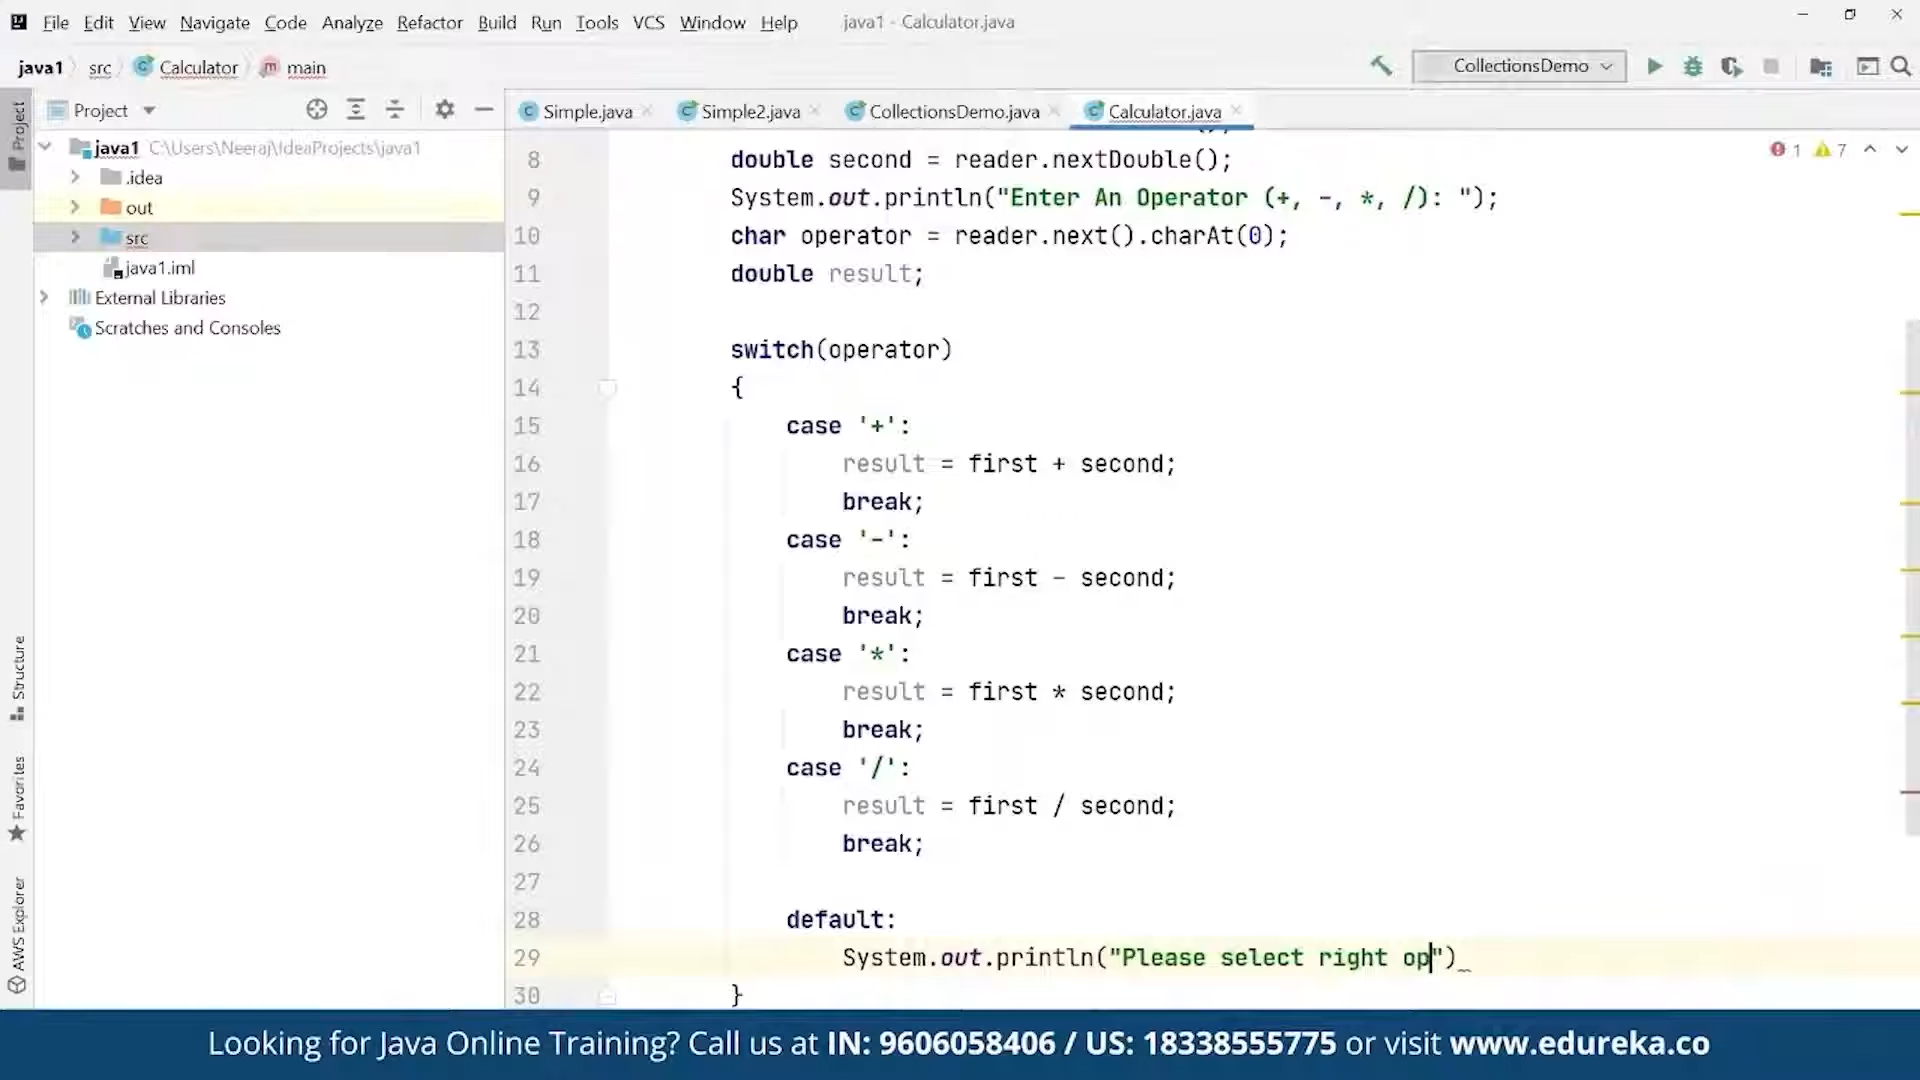 File Edit View Navigate Code Analyze Refactor Build Run Tools VCS Window Help java1 - Calculator.java
java1 src Calculator main
CollectionsDemo
Project
Simple.java Simple2.java CollectionsDemo.java Calculator.java
Project
java1 C:\Users\Neeraj\IdeaProjects\java1
.idea
out
src
java1.iml
External Libraries
Scratches and Consoles
Structure
Favorites
AWS Explorer
1 7
8 double second = reader.nextDouble();
9 System.out.println("Enter An Operator (+, -, *, /): ");
10 char operator = reader.next().charAt(0);
11 double result;
12
13 switch(operator)
14 {
15 case '+':
16 result = first + second;
17 break;
18 case '-':
19 result = first - second;
20 break;
21 case '*':
22 result = first * second;
23 break;
24 case '/':
25 result = first / second;
26 break;
27
28 default:
29 System.out.println("Please select right op")
30 }
Looking for Java Online Training? Call us at IN: 9606058406 / US: 18338555775 or visit www.edureka.co